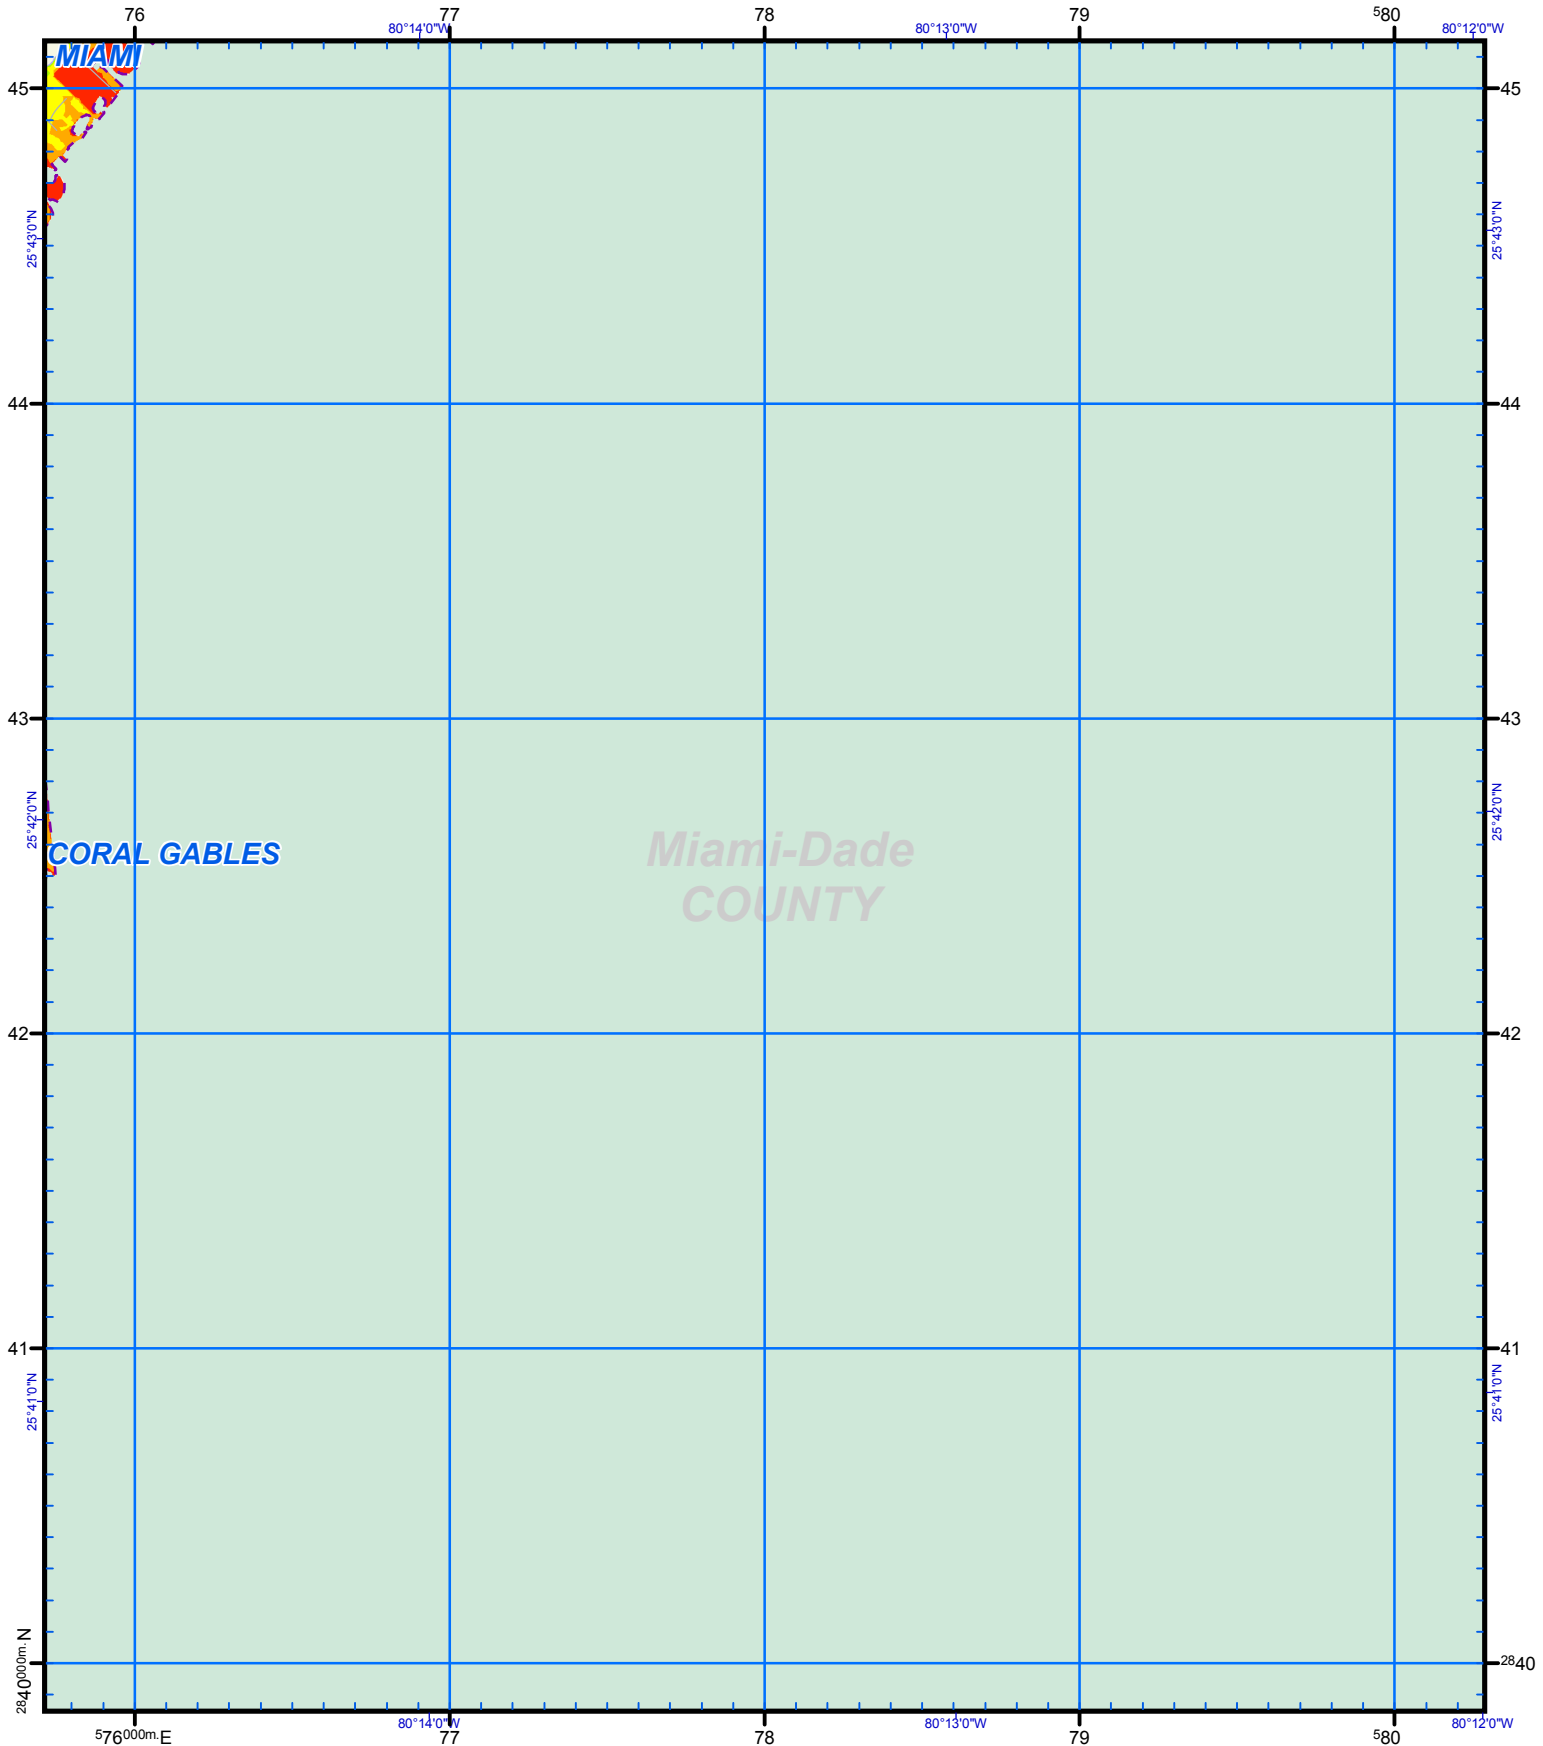 76 77 78 79 580
80°14'0"W 80°13'0"W 80°12'0"W
MIAMI
45 45
25°43'0"N 25°43'0"N
44 44
43 43
25°42'0"N 25°42'0"N
Miami-Dade
CORAL GABLES
COUNTY
42 42
41 41
25°41'0"N 25°41'0"N
2840000m. N 2840
80°14'0"W 80°13'0"W 80°12'0"W
576000m. E 77 78 79 580